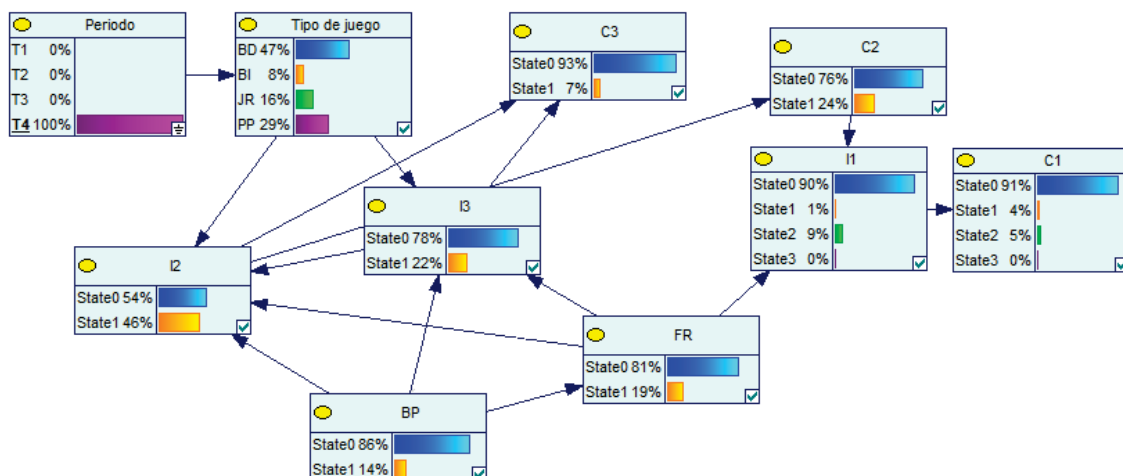 Periodo
T1 0%
T2 0%
T3 0%
T4 100%
Tipo de juego
BD 47%
BI 8%
JR 16%
PP 29%
C3
State0 93%
State1 7%
C2
State0 76%
State1 24%
I1
State0 90%
State1 1%
State2 9%
State3 0%
C1
State0 91%
State1 4%
State2 5%
State3 0%
I3
State0 78%
State1 22%
I2
State0 54%
State1 46%
FR
State0 81%
State1 19%
BP
State0 86%
State1 14%